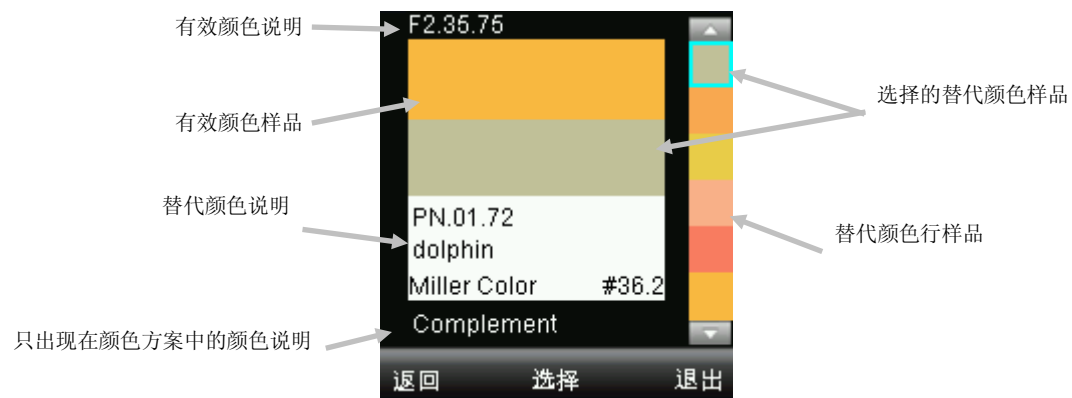 有效颜色说明
F2.35.75
选择的替代颜色样品
有效颜色样品
替代颜色说明
PN.01.72
dolphin
Miller Color #36.2
替代颜色行样品
Complement
只出现在颜色方案中的颜色说明
返回 选择 退出